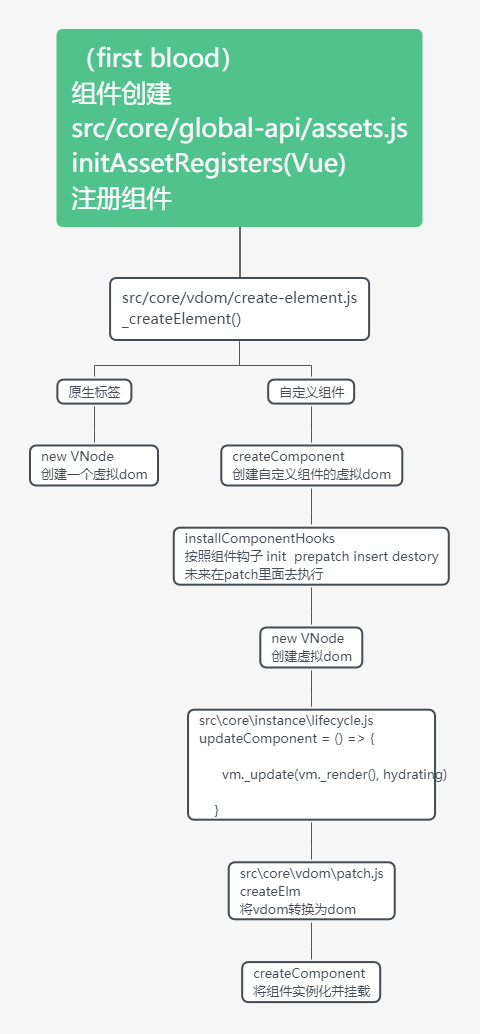 （first blood）
组件创建
src/core/global-api/assets.js
initAssetRegisters(Vue)
注册组件
src/core/vdom/create-element.js
_createElement()
原生标签
自定义组件
new VNode
创建一个虚拟dom
createComponent
创建自定义组件的虚拟dom
installComponentHooks
按照组件钩子 init  prepatch insert destory
未来在patch里面去执行
new VNode
创建虚拟dom
src\core\instance\lifecycle.js
updateComponent = () => {
vm._update(vm._render(), hydrating)
}
src\core\vdom\patch.js
createElm
将vdom转换为dom
createComponent
将组件实例化并挂载